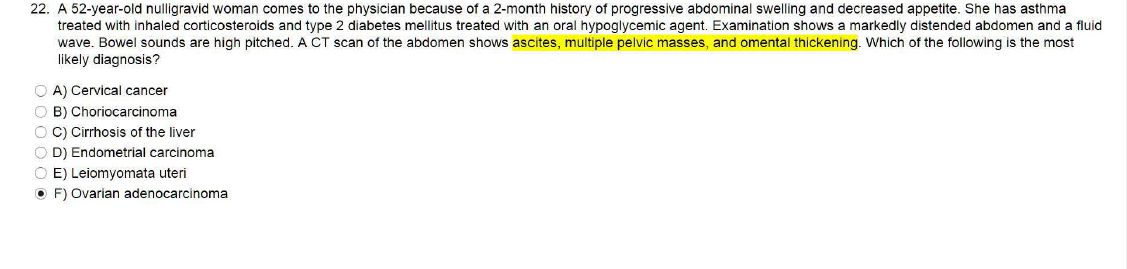 22. A 52-year-old nulligravid woman comes to the physician because of a 2-month history of progressive abdominal swelling and decreased appetite. She has asthma
treated with inhaled corticosteroids and type 2 diabetes mellitus treated with an oral hypoglycemic agent. Examination shows a markedly distended abdomen and a fluid
wave. Bowel sounds are high pitched. A CT scan of the abdomen shows ascites, multiple pelvic masses, and omental thickening. Which of the following is the most
likely diagnosis?
A) Cervical cancer
B) Choriocarcinoma
C) Cirrhosis of the liver
D) Endometrial carcinoma
E) Leiomyomata uteri
F) Ovarian adenocarcinoma